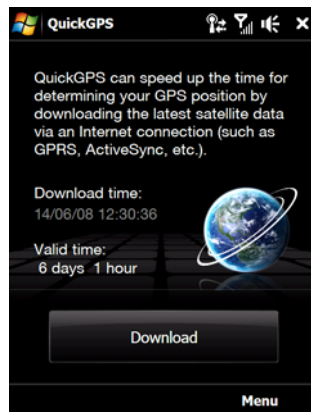 QuickGPS
QuickGPS can speed up the time for
determining your GPS position by
downloading the latest satellite data
via an Internet connection (such as
GPRS, ActiveSync, etc.).
Download time:
14/06/08 12:30:36
Valid time:
6 days 1 hour
Download
Menu